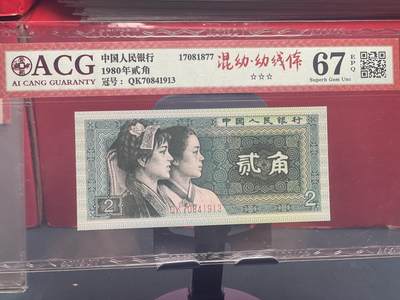 ACG
AI CANG GUARANTY
中国人民银行
1980年贰角
冠号：QK70841913
17081877
混幼·幼线体
☆☆☆
67 EPQ
Superb Gem Unc
中国人民银行
贰角
2
QK70841913
2